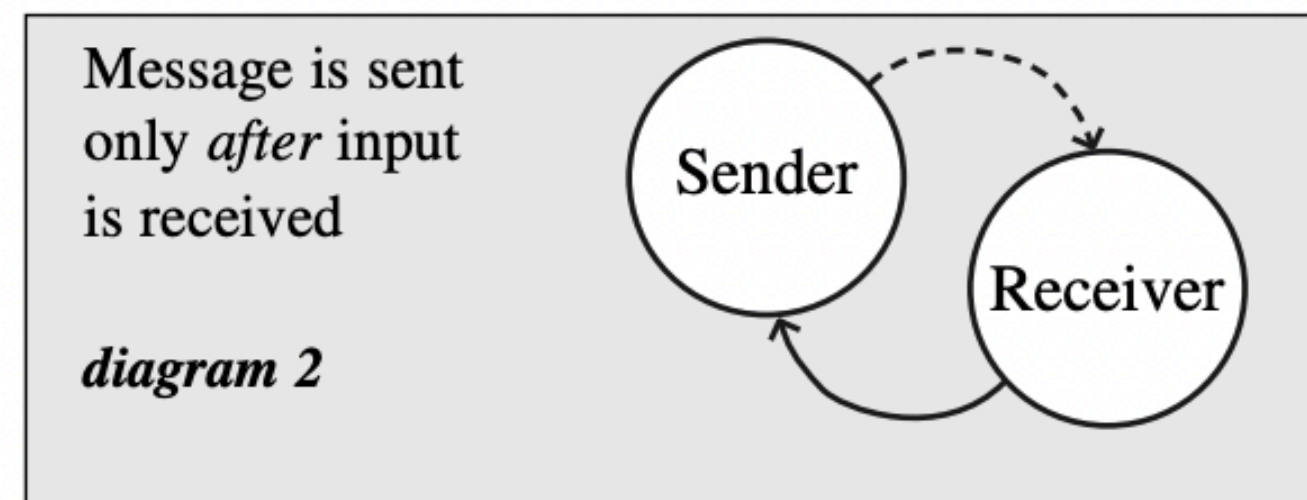 Message is sent
only after input
is received
diagram 2
Sender
Receiver